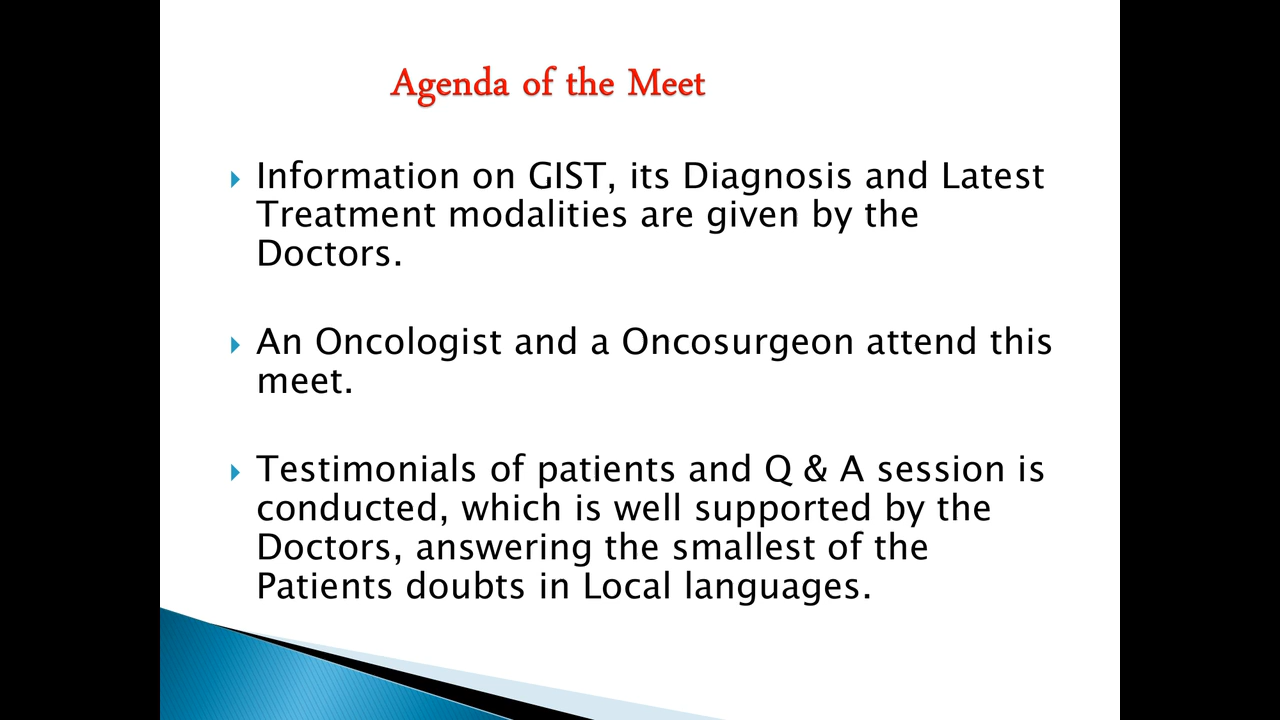 Agenda of the Meet
Information on GIST, its Diagnosis and Latest
Treatment modalities are given by the
Doctors.
An Oncologist and a Oncosurgeon attend this
meet.
Testimonials of patients and Q & A session is
conducted, which is well supported by the
Doctors, answering the smallest of the
Patients doubts in Local languages.